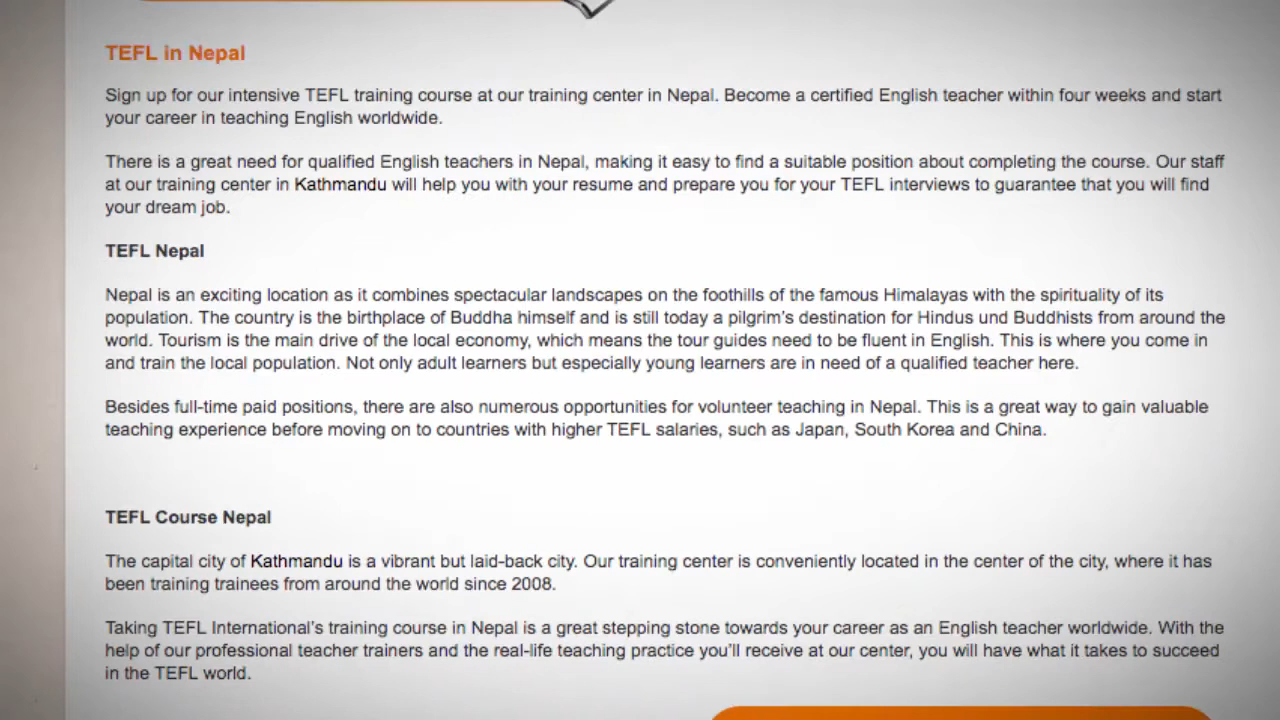 TEFL in Nepal
Sign up for our intensive TEFL training course at our training center in Nepal. Become a certified English teacher within four weeks and start
your career in teaching English worldwide.
There is a great need for qualified English teachers in Nepal, making it easy to find a suitable position about completing the course. Our staff
at our training center in Kathmandu will help you with your resume and prepare you for your TEFL interviews to guarantee that you will find
your dream job.
TEFL Nepal
Nepal is an exciting location as it combines spectacular landscapes on the foothills of the famous Himalayas with the spirituality of its
population. The country is the birthplace of Buddha himself and is still today a pilgrim's destination for Hindus und Buddhists from around the
world. Tourism is the main drive of the local economy, which means the tour guides need to be fluent in English. This is where you come in
and train the local population. Not only adult learners but especially young learners are in need of a qualified teacher here.
Besides full-time paid positions, there are also numerous opportunities for volunteer teaching in Nepal. This is a great way to gain valuable
teaching experience before moving on to countries with higher TEFL salaries, such as Japan, South Korea and China.
TEFL Course Nepal
The capital city of Kathmandu is a vibrant but laid-back city. Our training center is conveniently located in the center of the city, where it has
been training trainees from around the world since 2008.
Taking TEFL International's training course in Nepal is a great stepping stone towards your career as an English teacher worldwide. With the
help of our professional teacher trainers and the real-life teaching practice you'll receive at our center, you will have what it takes to succeed
in the TEFL world.